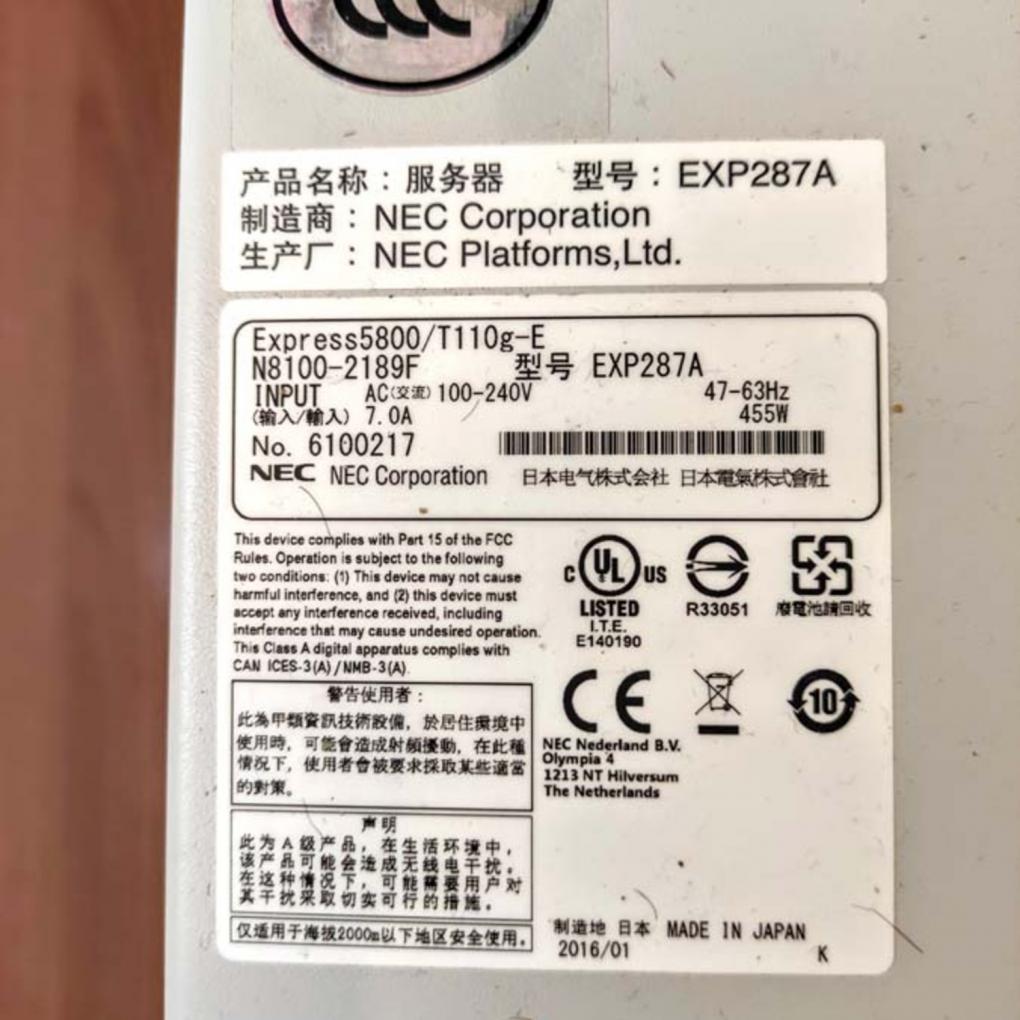 CCC
产品名称：服务器 型号：EXP287A
制造商：NEC Corporation
生产厂：NEC Platforms,Ltd.
Express5800/T110g-E
N8100-2189F 型号 EXP287A
INPUT AC(交流) 100-240V 47-63Hz
(输入/輸入) 7.0A 455W
No. 6100217
NEC NEC Corporation 日本电气株式会社 日本電氣株式會社
This device complies with Part 15 of the FCC
Rules. Operation is subject to the following
two conditions: (1) This device may not cause
harmful interference, and (2) this device must
accept any interference received, including
interference that may cause undesired operation.
This Class A digital apparatus complies with
CAN ICES-3(A)/NMB-3(A).
C UL US
LISTED
I.T.E.
E140190
R33051
廢電池請回收
警告使用者：
此為甲類資訊技術設備，於居住環境中
使用時，可能會造成射頻擾動，在此種
情況下，使用者會被要求採取某些適當
的對策。
CE
10
NEC Nederland B.V.
Olympia 4
1213 NT Hilversum
The Netherlands
声明
此为A级产品，在生活环境中，
该产品可能会造成无线电干扰。
在这种情况下，可能需要用户对
其干扰采取切实可行的措施。
仅适用于海拔2000m以下地区安全使用。
制造地 日本 MADE IN JAPAN
2016/01 K